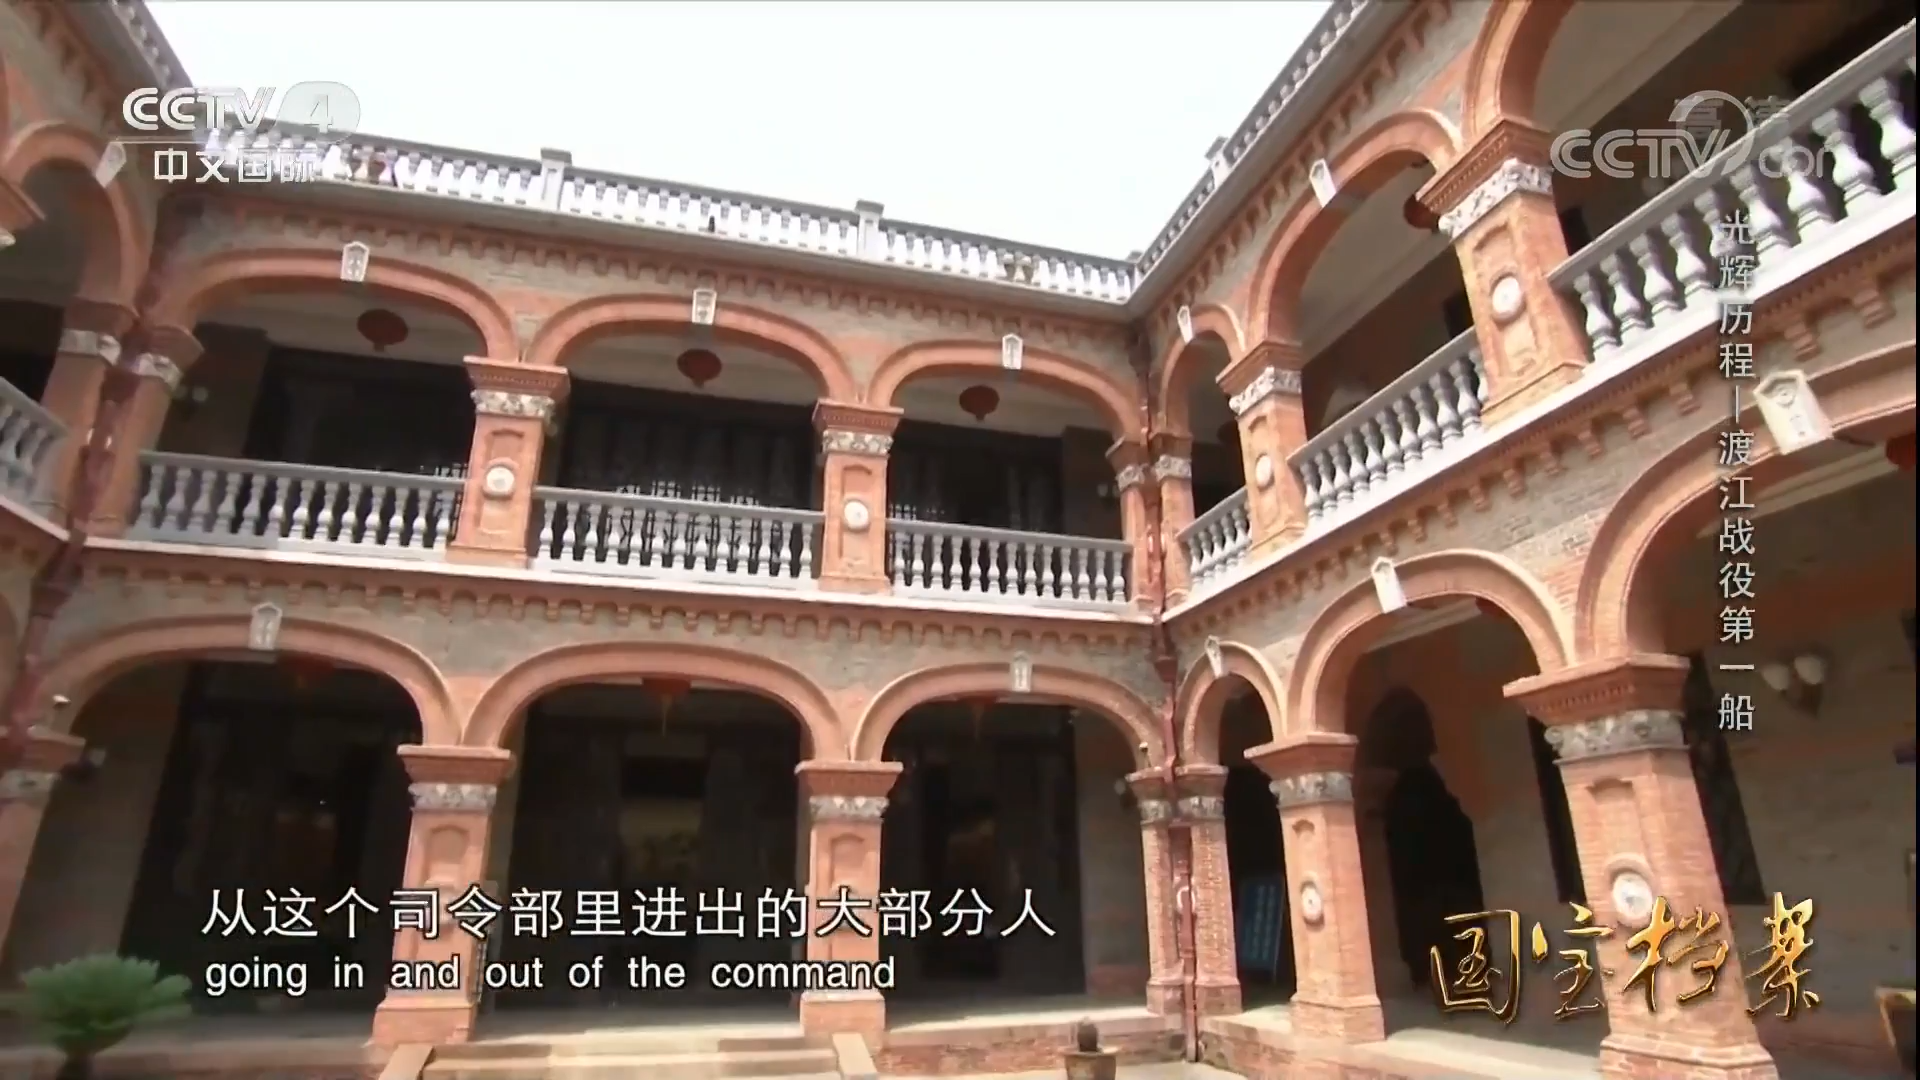 CCTV 4
中文国际
高清
CCTV.com
光辉历程—渡江战役第一船
从这个司令部里进出的大部分人
going in and out of the command
国宝档案